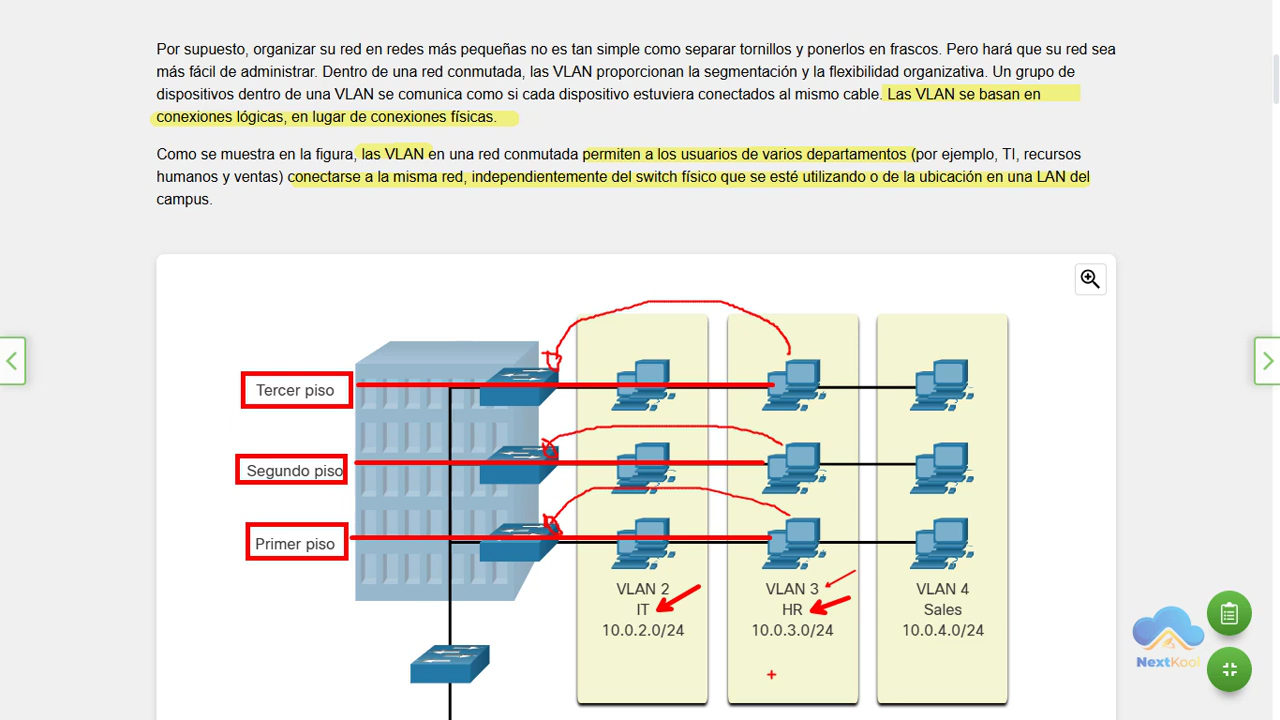 Por supuesto, organizar su red en redes más pequeñas no es tan simple como separar tornillos y ponerlos en frascos. Pero hará que su red sea
más fácil de administrar. Dentro de una red conmutada, las VLAN proporcionan la segmentación y la flexibilidad organizativa. Un grupo de
dispositivos dentro de una VLAN se comunica como si cada dispositivo estuviera conectados al mismo cable. Las VLAN se basan en
conexiones lógicas, en lugar de conexiones físicas.
Como se muestra en la figura, las VLAN en una red conmutada permiten a los usuarios de varios departamentos (por ejemplo, TI, recursos
humanos y ventas) conectarse a la misma red, independientemente del switch físico que se esté utilizando o de la ubicación en una LAN del
campus.
Tercer piso
Segundo piso
Primer piso
VLAN 2
IT
10.0.2.0/24
VLAN 3
HR
10.0.3.0/24
VLAN 4
Sales
10.0.4.0/24
NextKool